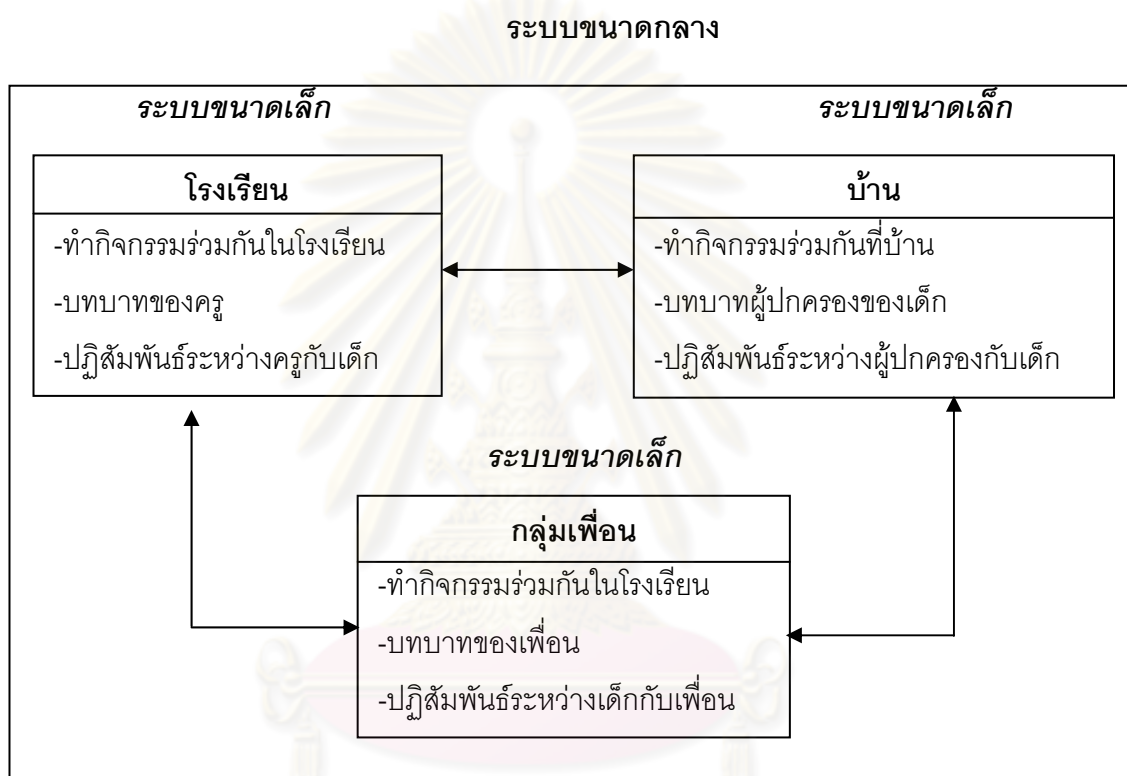 ระบบขนาดกลาง
ระบบขนาดเล็ก
โรงเรียน
-ทำกิจกรรมร่วมกันในโรงเรียน
-บทบาทของครู
-ปฏิสัมพันธ์ระหว่างครูกับเด็ก
ระบบขนาดเล็ก
บ้าน
-ทำกิจกรรมร่วมกันที่บ้าน
-บทบาทผู้ปกครองของเด็ก
-ปฏิสัมพันธ์ระหว่างผู้ปกครองกับเด็ก
ระบบขนาดเล็ก
กลุ่มเพื่อน
-ทำกิจกรรมร่วมกันในโรงเรียน
-บทบาทของเพื่อน
-ปฏิสัมพันธ์ระหว่างเด็กกับเพื่อน